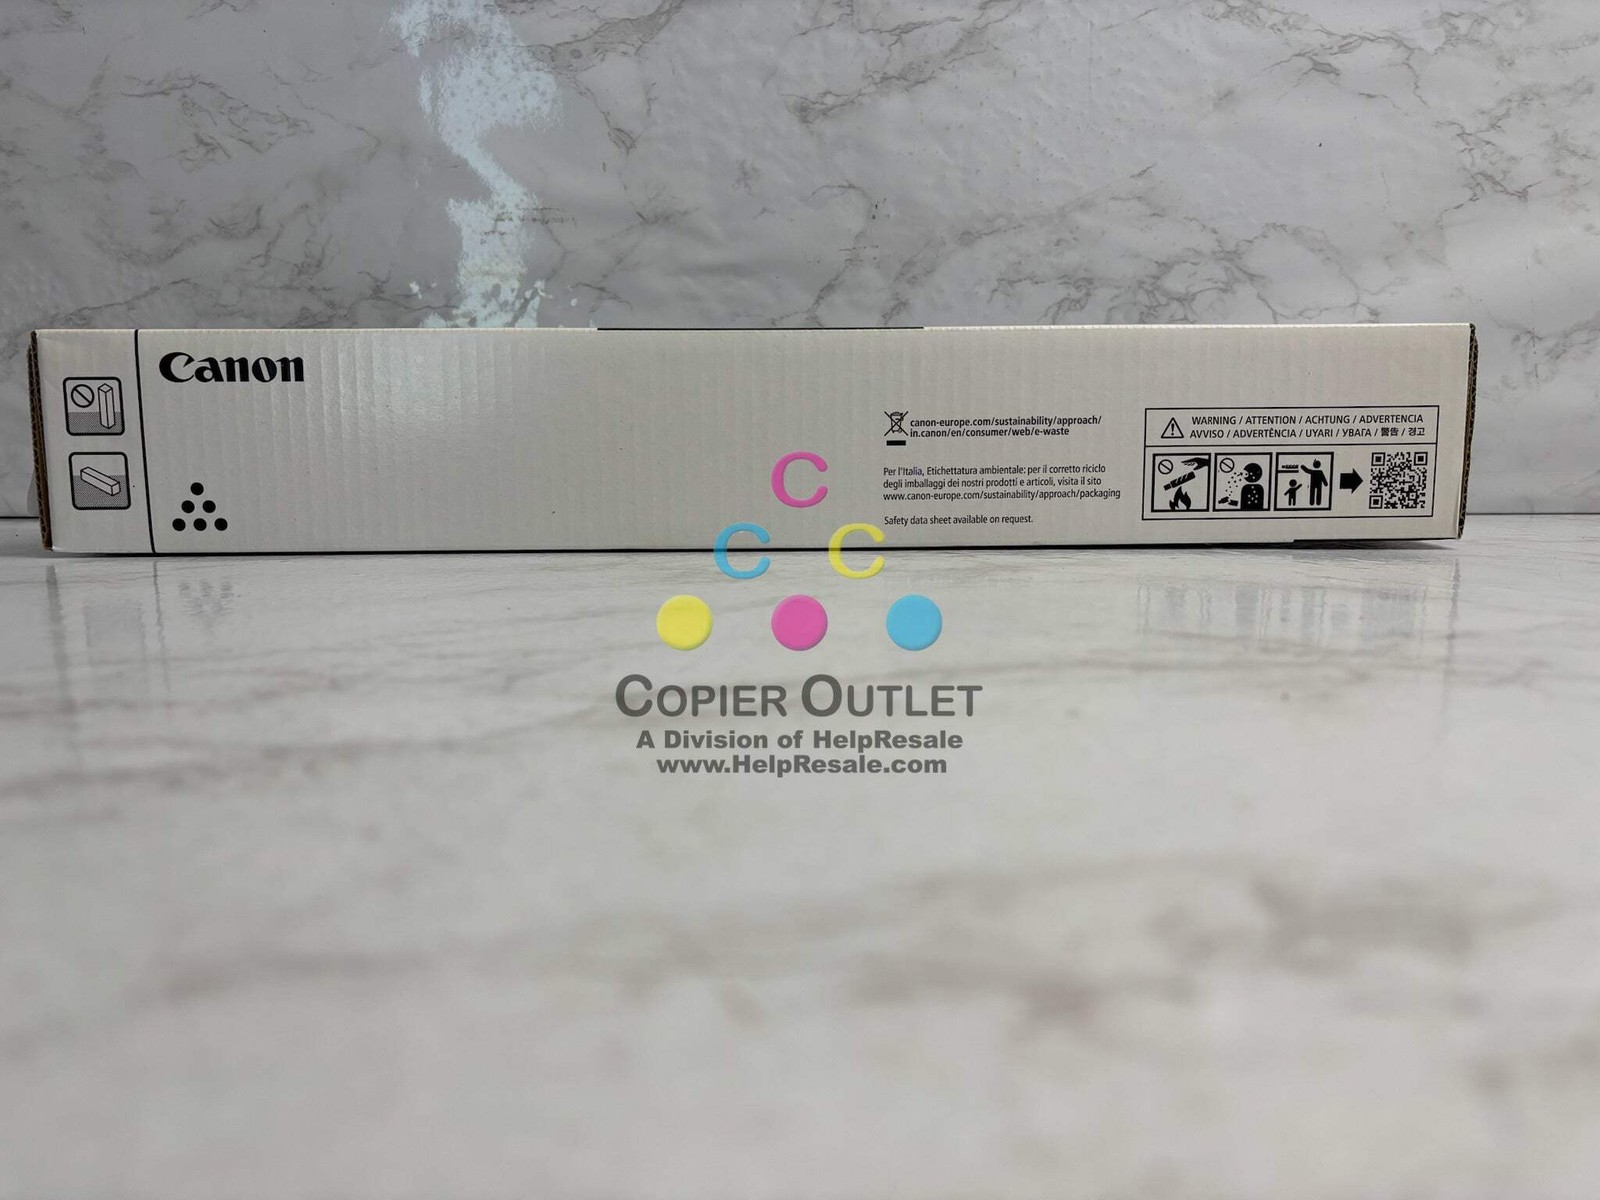 Canon
canon-europe.com/sustainability/approach/
in.canon/en/consumer/web/e-waste
Per l'Italia, Etichettatura ambientale: per il corretto riciclo
degli imballaggi dei nostri prodotti e articoli, visita il sito
www.canon-europe.com/sustainability/approach/packaging
Safety data sheet available on request.
WARNING / ATTENTION / ACHTUNG / ADVERTENCIA
AVVISO / ADVERTÊNCIA / UYARI / УВАГА / 警告 / 경고
C
C C
COPIER OUTLET
A Division of HelpResale
www.HelpResale.com